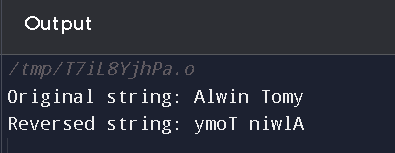 Output
/tmp/T7iL8YjhPa.o
Original string: Alwin Tomy
Reversed string: ymoT niwlA